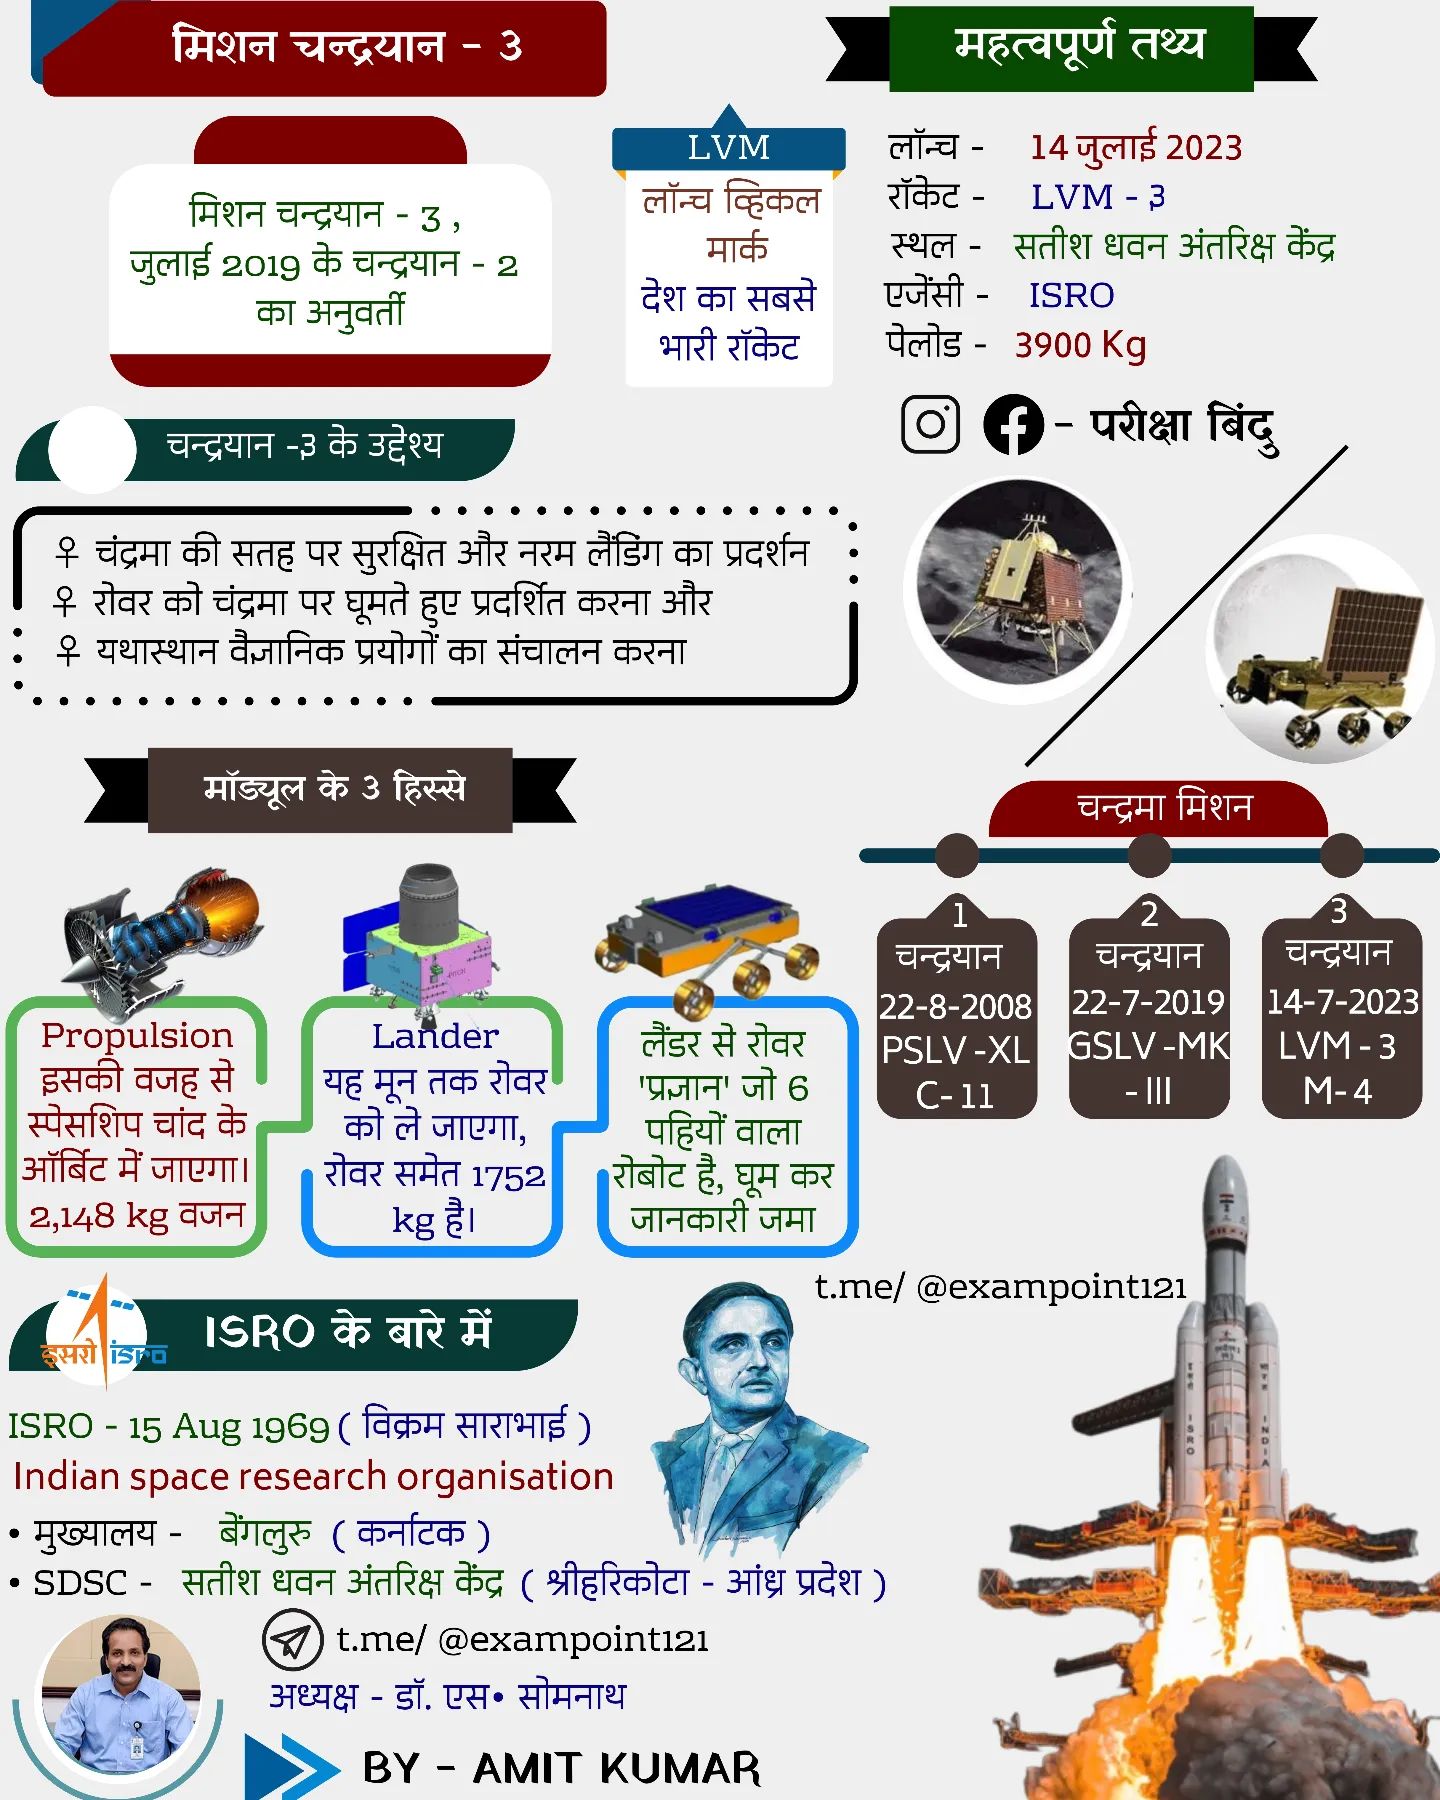 मिशन चन्द्रयान - ३
महत्वपूर्ण तथ्य
मिशन चन्द्रयान - 3 ,
जुलाई 2019 के चन्द्रयान - 2
का अनुवर्ती
LVM
लॉन्च व्हिकल
मार्क
देश का सबसे
भारी रॉकेट
लॉन्च - 14 जुलाई 2023
रॉकेट - LVM - ३
स्थल - सतीश धवन अंतरिक्ष केंद्र
एजेंसी - ISRO
पेलोड - 3900 Kg
- परीक्षा बिंदु
चन्द्रयान -३ के उद्देश्य
चंद्रमा की सतह पर सुरक्षित और नरम लैंडिंग का प्रदर्शन
रोवर को चंद्रमा पर घूमते हुए प्रदर्शित करना और
यथास्थान वैज्ञानिक प्रयोगों का संचालन करना
मॉड्यूल के ३ हिस्से
Propulsion
इसकी वजह से
स्पेसशिप चांद के
ऑर्बिट में जाएगा।
2,148 kg वजन
Lander
यह मून तक रोवर
को ले जाएगा,
रोवर समेत 1752
kg है।
लैंडर से रोवर
'प्रज्ञान' जो 6
पहियों वाला
रोबोट है, घूम कर
जानकारी जमा
चन्द्रमा मिशन
1
चन्द्रयान
22-8-2008
PSLV -XL
C- 11
2
चन्द्रयान
22-7-2019
GSLV -MK
- III
3
चन्द्रयान
14-7-2023
LVM - 3
M- 4
t.me/ @exampoint121
इसरो isro
ISRO के बारे में
ISRO - 15 Aug 1969 ( विक्रम साराभाई )
Indian space research organisation
• मुख्यालय - बेंगलुरु ( कर्नाटक )
• SDSC - सतीश धवन अंतरिक्ष केंद्र ( श्रीहरिकोटा - आंध्र प्रदेश )
t.me/ @exampoint121
अध्यक्ष - डॉ. एस• सोमनाथ
BY - AMIT KUMAR
ISRO
INDIA